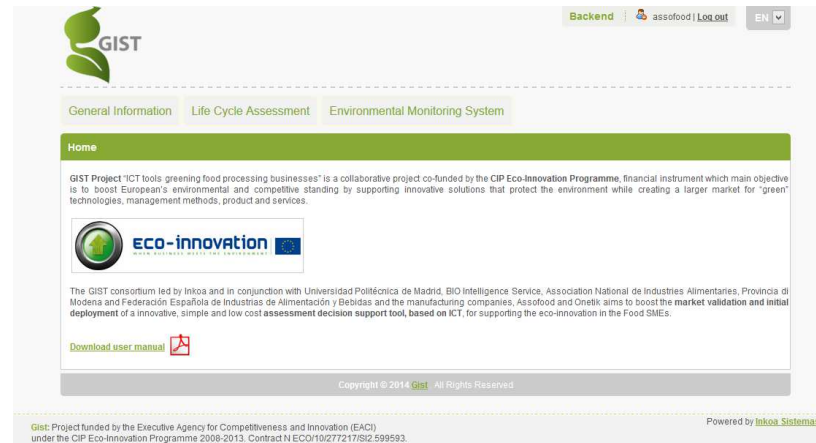 GIST
Backend
assofood | Log out
EN
General Information
Life Cycle Assessment
Environmental Monitoring System
Home
GIST Project "ICT tools greening food processing businesses" is a collaborative project co-funded by the CIP Eco-Innovation Programme, financial instrument which main objective
is to boost European's environmental and competitive standing by supporting innovative solutions that protect the environment while creating a larger market for "green"
technologies, management methods, product and services.
eco-innovation
WHEN BUSINESS MEETS THE ENVIRONMENT
The GIST consortium led by Inkoa and in conjunction with Universidad Politécnica de Madrid, BIO Intelligence Service, Association National de Industries Alimentaries, Provincia di
Modena and Federación Española de Industrias de Alimentación y Bebidas and the manufacturing companies, Assofood and Onetik aims to boost the market validation and initial
deployment of a innovative, simple and low cost assessment decision support tool, based on ICT, for supporting the eco-innovation in the Food SMEs.
Download user manual
Copyright © 2014 Gist All Rights Reserved
Gist: Project funded by the Executive Agency for Competitiveness and Innovation (EACI)
under the CIP Eco-Innovation Programme 2008-2013. Contract N ECO/10/277217/SI2.599593.
Powered by Inkoa Sistemas